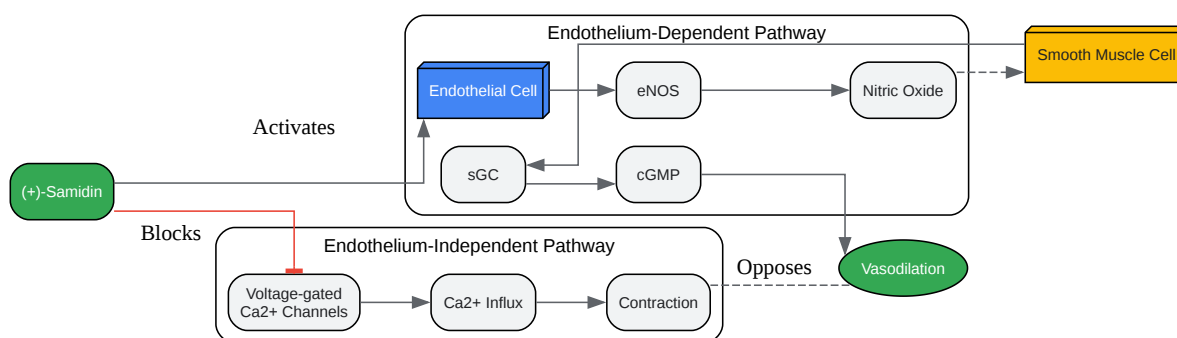 Endothelium-Dependent Pathway
Smooth Muscle Cell
Endothelial Cell
eNOS
Nitric Oxide
Activates
sGC
cGMP
(+)-Samidin
Blocks
Endothelium-Independent Pathway
Opposes
Vasodilation
Voltage-gated
Ca2+ Channels
Ca2+ Influx
Contraction